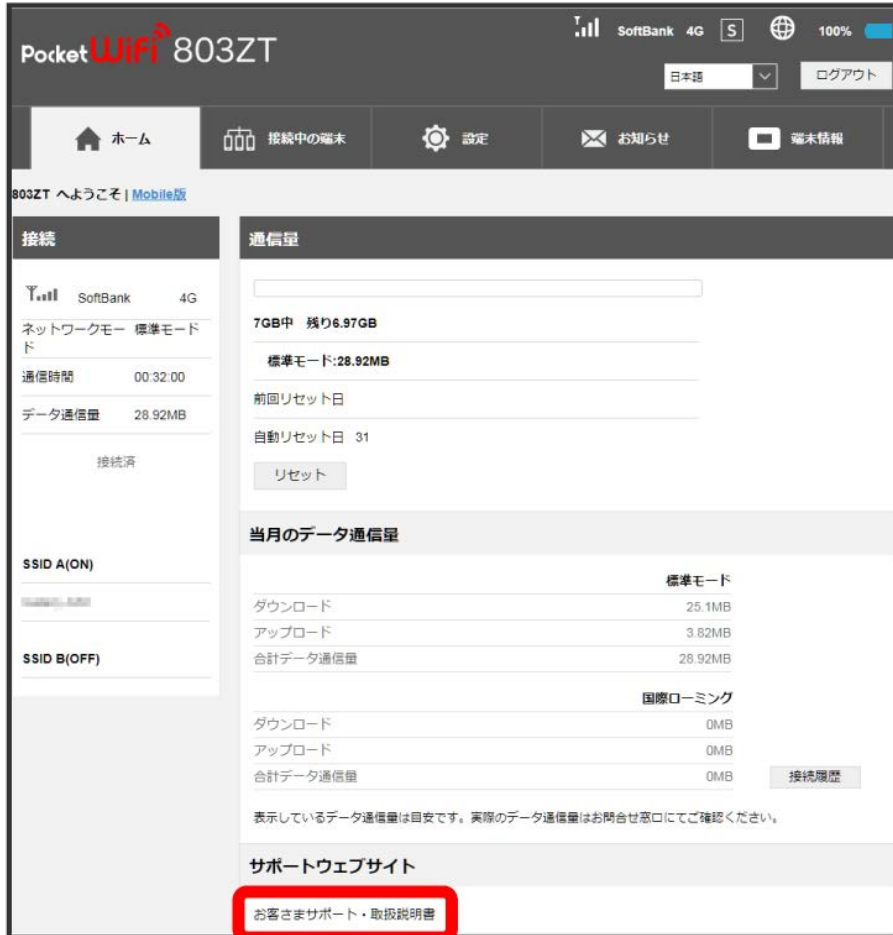 Pocket WiFi 803ZT
SoftBank 4G S 100%
日本語
ログアウト
ホーム
接続中の端末
設定
お知らせ
端末情報
803ZT へようこそ | Mobile版
接続
SoftBank 4G
ネットワークモー 標準モード
ド
通信時間 00:32:00
データ通信量 28.92MB
接続済
SSID A(ON)
SSID B(OFF)
通信量
7GB中 残り6.97GB
標準モード:28.92MB
前回リセット日
自動リセット日 31
リセット
当月のデータ通信量
標準モード
ダウンロード 25.1MB
アップロード 3.82MB
合計データ通信量 28.92MB
国際ローミング
ダウンロード 0MB
アップロード 0MB
合計データ通信量 0MB
接続履歴
表示しているデータ通信量は目安です。実際のデータ通信量はお問合せ窓口にてご確認ください。
サポートウェブサイト
お客さまサポート・取扱説明書